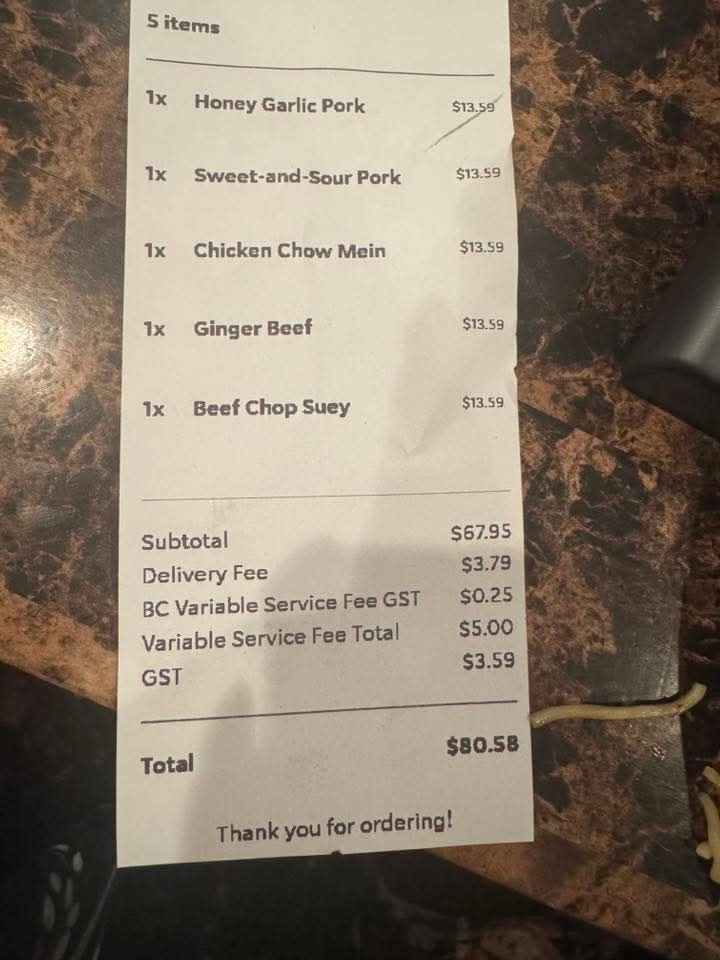 5 items
1x Honey Garlic Pork $13.59
1x Sweet-and-Sour Pork $13.59
1x Chicken Chow Mein $13.59
1x Ginger Beef $13.59
1x Beef Chop Suey $13.59
Subtotal $67.95
Delivery Fee $3.79
BC Variable Service Fee GST $0.25
Variable Service Fee Total $5.00
GST $3.59
Total $80.58
Thank you for ordering!